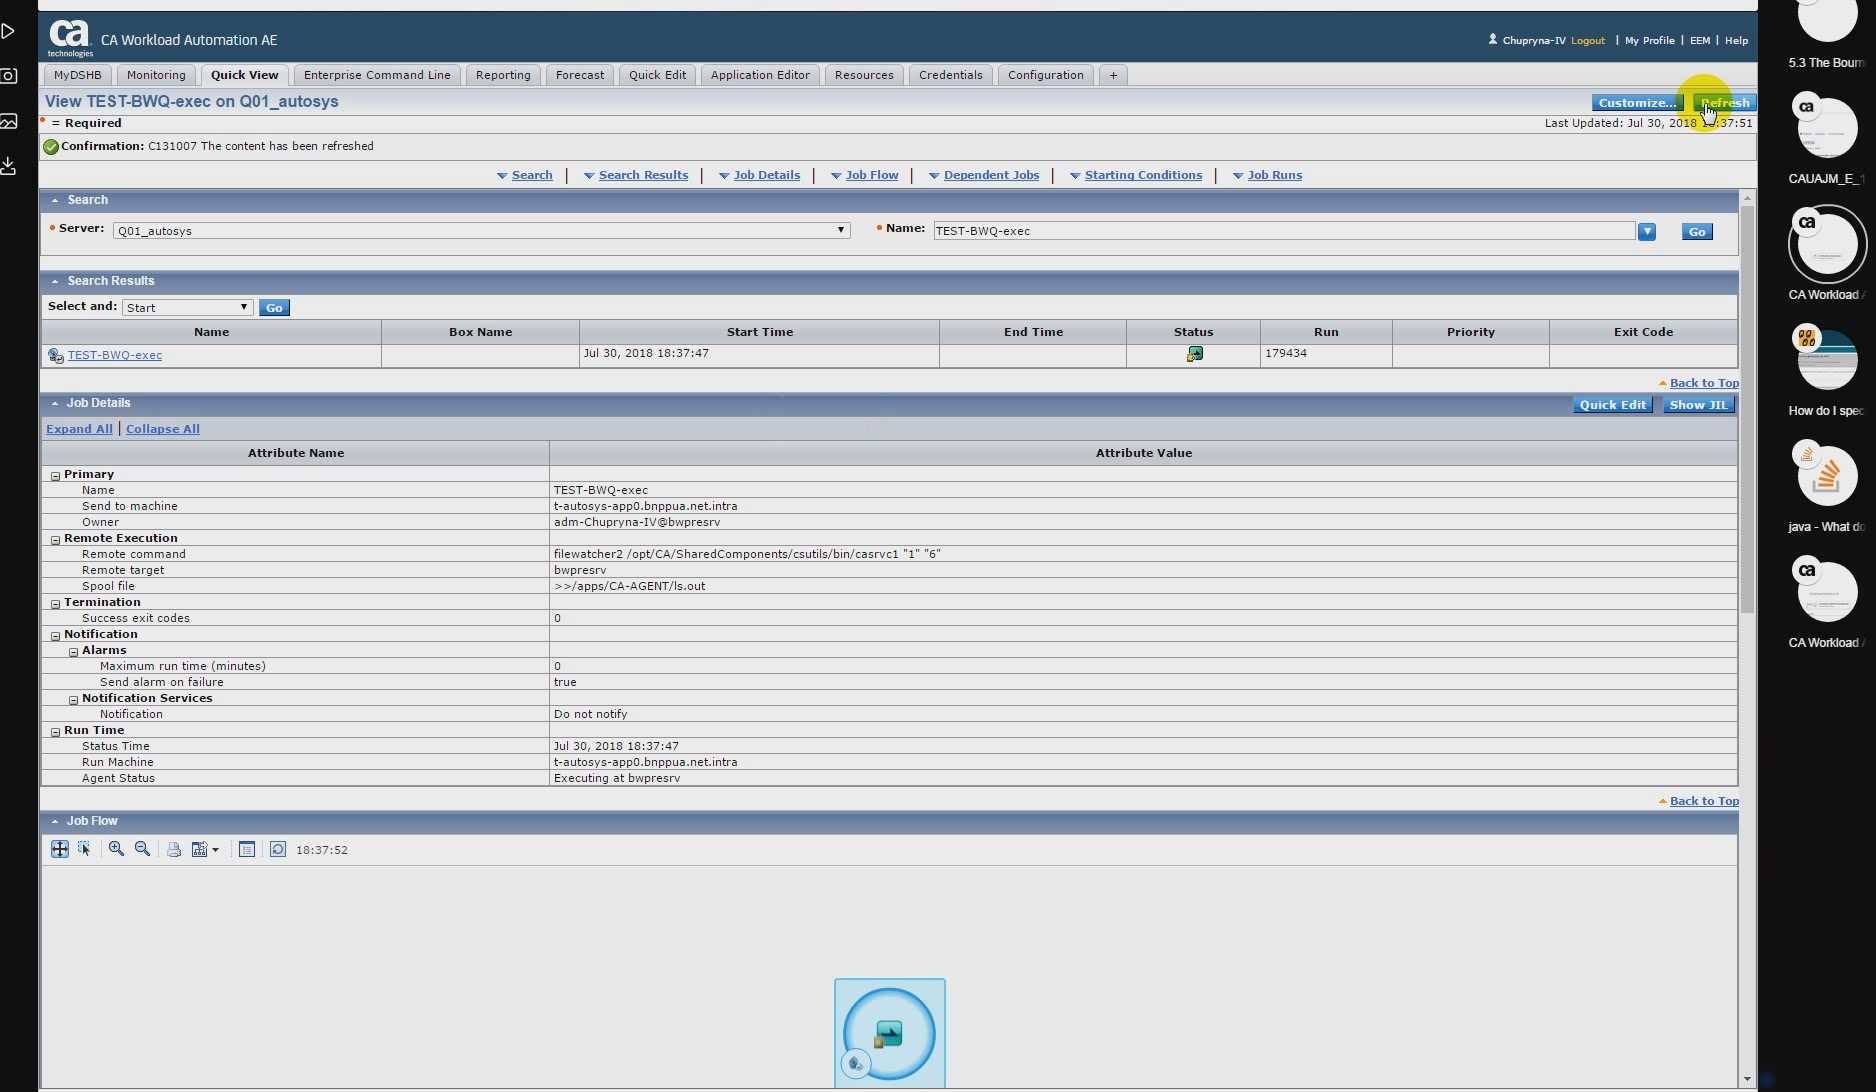 ca
technologies
CA Workload Automation AE
Chupryna-IV Logout | My Profile | EEM | Help
MyDSHB Monitoring Quick View Enterprise Command Line Reporting Forecast Quick Edit Application Editor Resources Credentials Configuration +
View TEST-BWQ-exec on Q01_autosys
Customize... Refresh
= Required
Last Updated: Jul 30, 2018 18:37:51
Confirmation: C131007 The content has been refreshed
Search | Search Results | Job Details | Job Flow | Dependent Jobs | Starting Conditions | Job Runs
Search
Server: Q01_autosys Name: TEST-BWQ-exec Go
Search Results
Select and: Start Go
Name Box Name Start Time End Time Status Run Priority Exit Code
TEST-BWQ-exec Jul 30, 2018 18:37:47 179434
Back to Top
Job Details Quick Edit Show JIL
Expand All | Collapse All
Attribute Name Attribute Value
Primary
Name TEST-BWQ-exec
Send to machine t-autosys-app0.bnppua.net.intra
Owner adm-Chupryna-IV@bwpresrv
Remote Execution
Remote command filewatcher2 /opt/CA/SharedComponents/csutils/bin/casrvc1 "1" "6"
Remote target bwpresrv
Spool file >>/apps/CA-AGENT/ls.out
Termination
Success exit codes 0
Notification
Alarms
Maximum run time (minutes) 0
Send alarm on failure true
Notification Services
Notification Do not notify
Run Time
Status Time Jul 30, 2018 18:37:47
Run Machine t-autosys-app0.bnppua.net.intra
Agent Status Executing at bwpresrv
Back to Top
Job Flow
18:37:52
5.3 The Bourn
ca
CAUAJM_E_1
ca
CA Workload A
How do I spec
java - What do
ca
CA Workload A